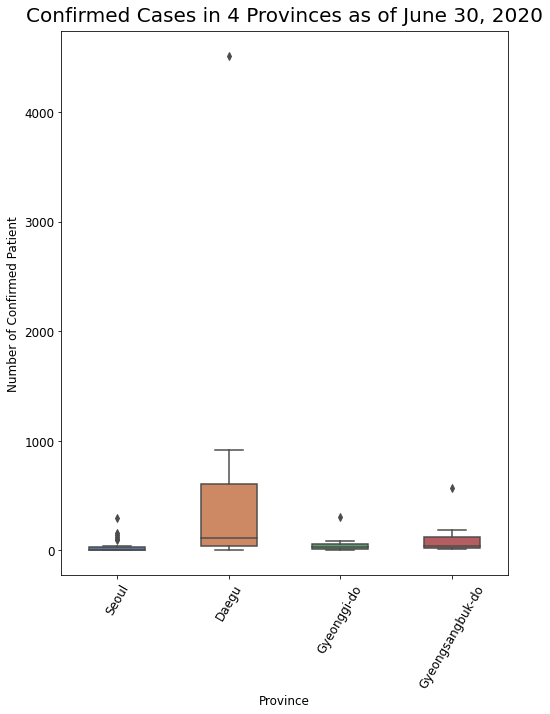 Confirmed Cases in 4 Provinces as of June 30, 2020
Number of Confirmed Patient
4000
3000
2000
1000
0
Seoul
Daegu
Gyeonggi-do
Gyeongsangbuk-do
Province